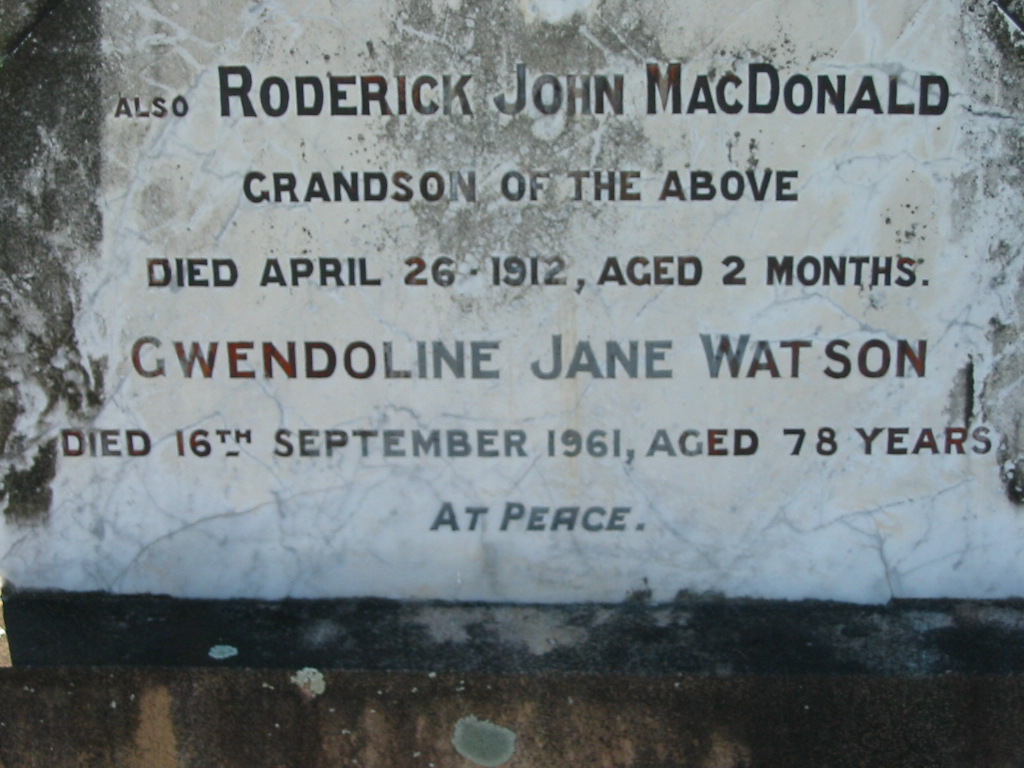 ALSO RODERICK JOHN MACDONALD
GRANDSON OF THE ABOVE
DIED APRIL 26 · 1912, AGED 2 MONTHS.
GWENDOLINE JANE WATSON
DIED 16TH SEPTEMBER 1961, AGED 78 YEARS
AT PEACE.